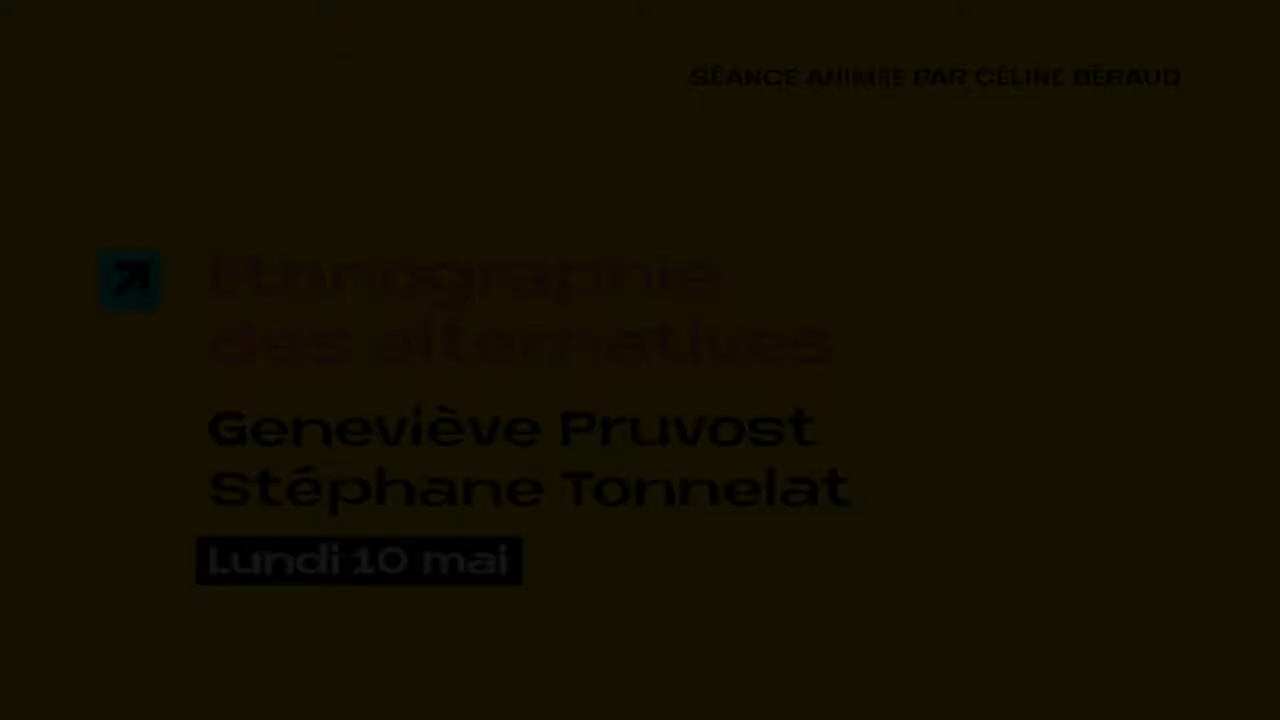 SÉANCE ANIMÉE PAR CÉLINE BÉRAUD
Ethnographie
des alternatives
Geneviève Pruvost
Stéphane Tonnelat
Lundi 10 mai